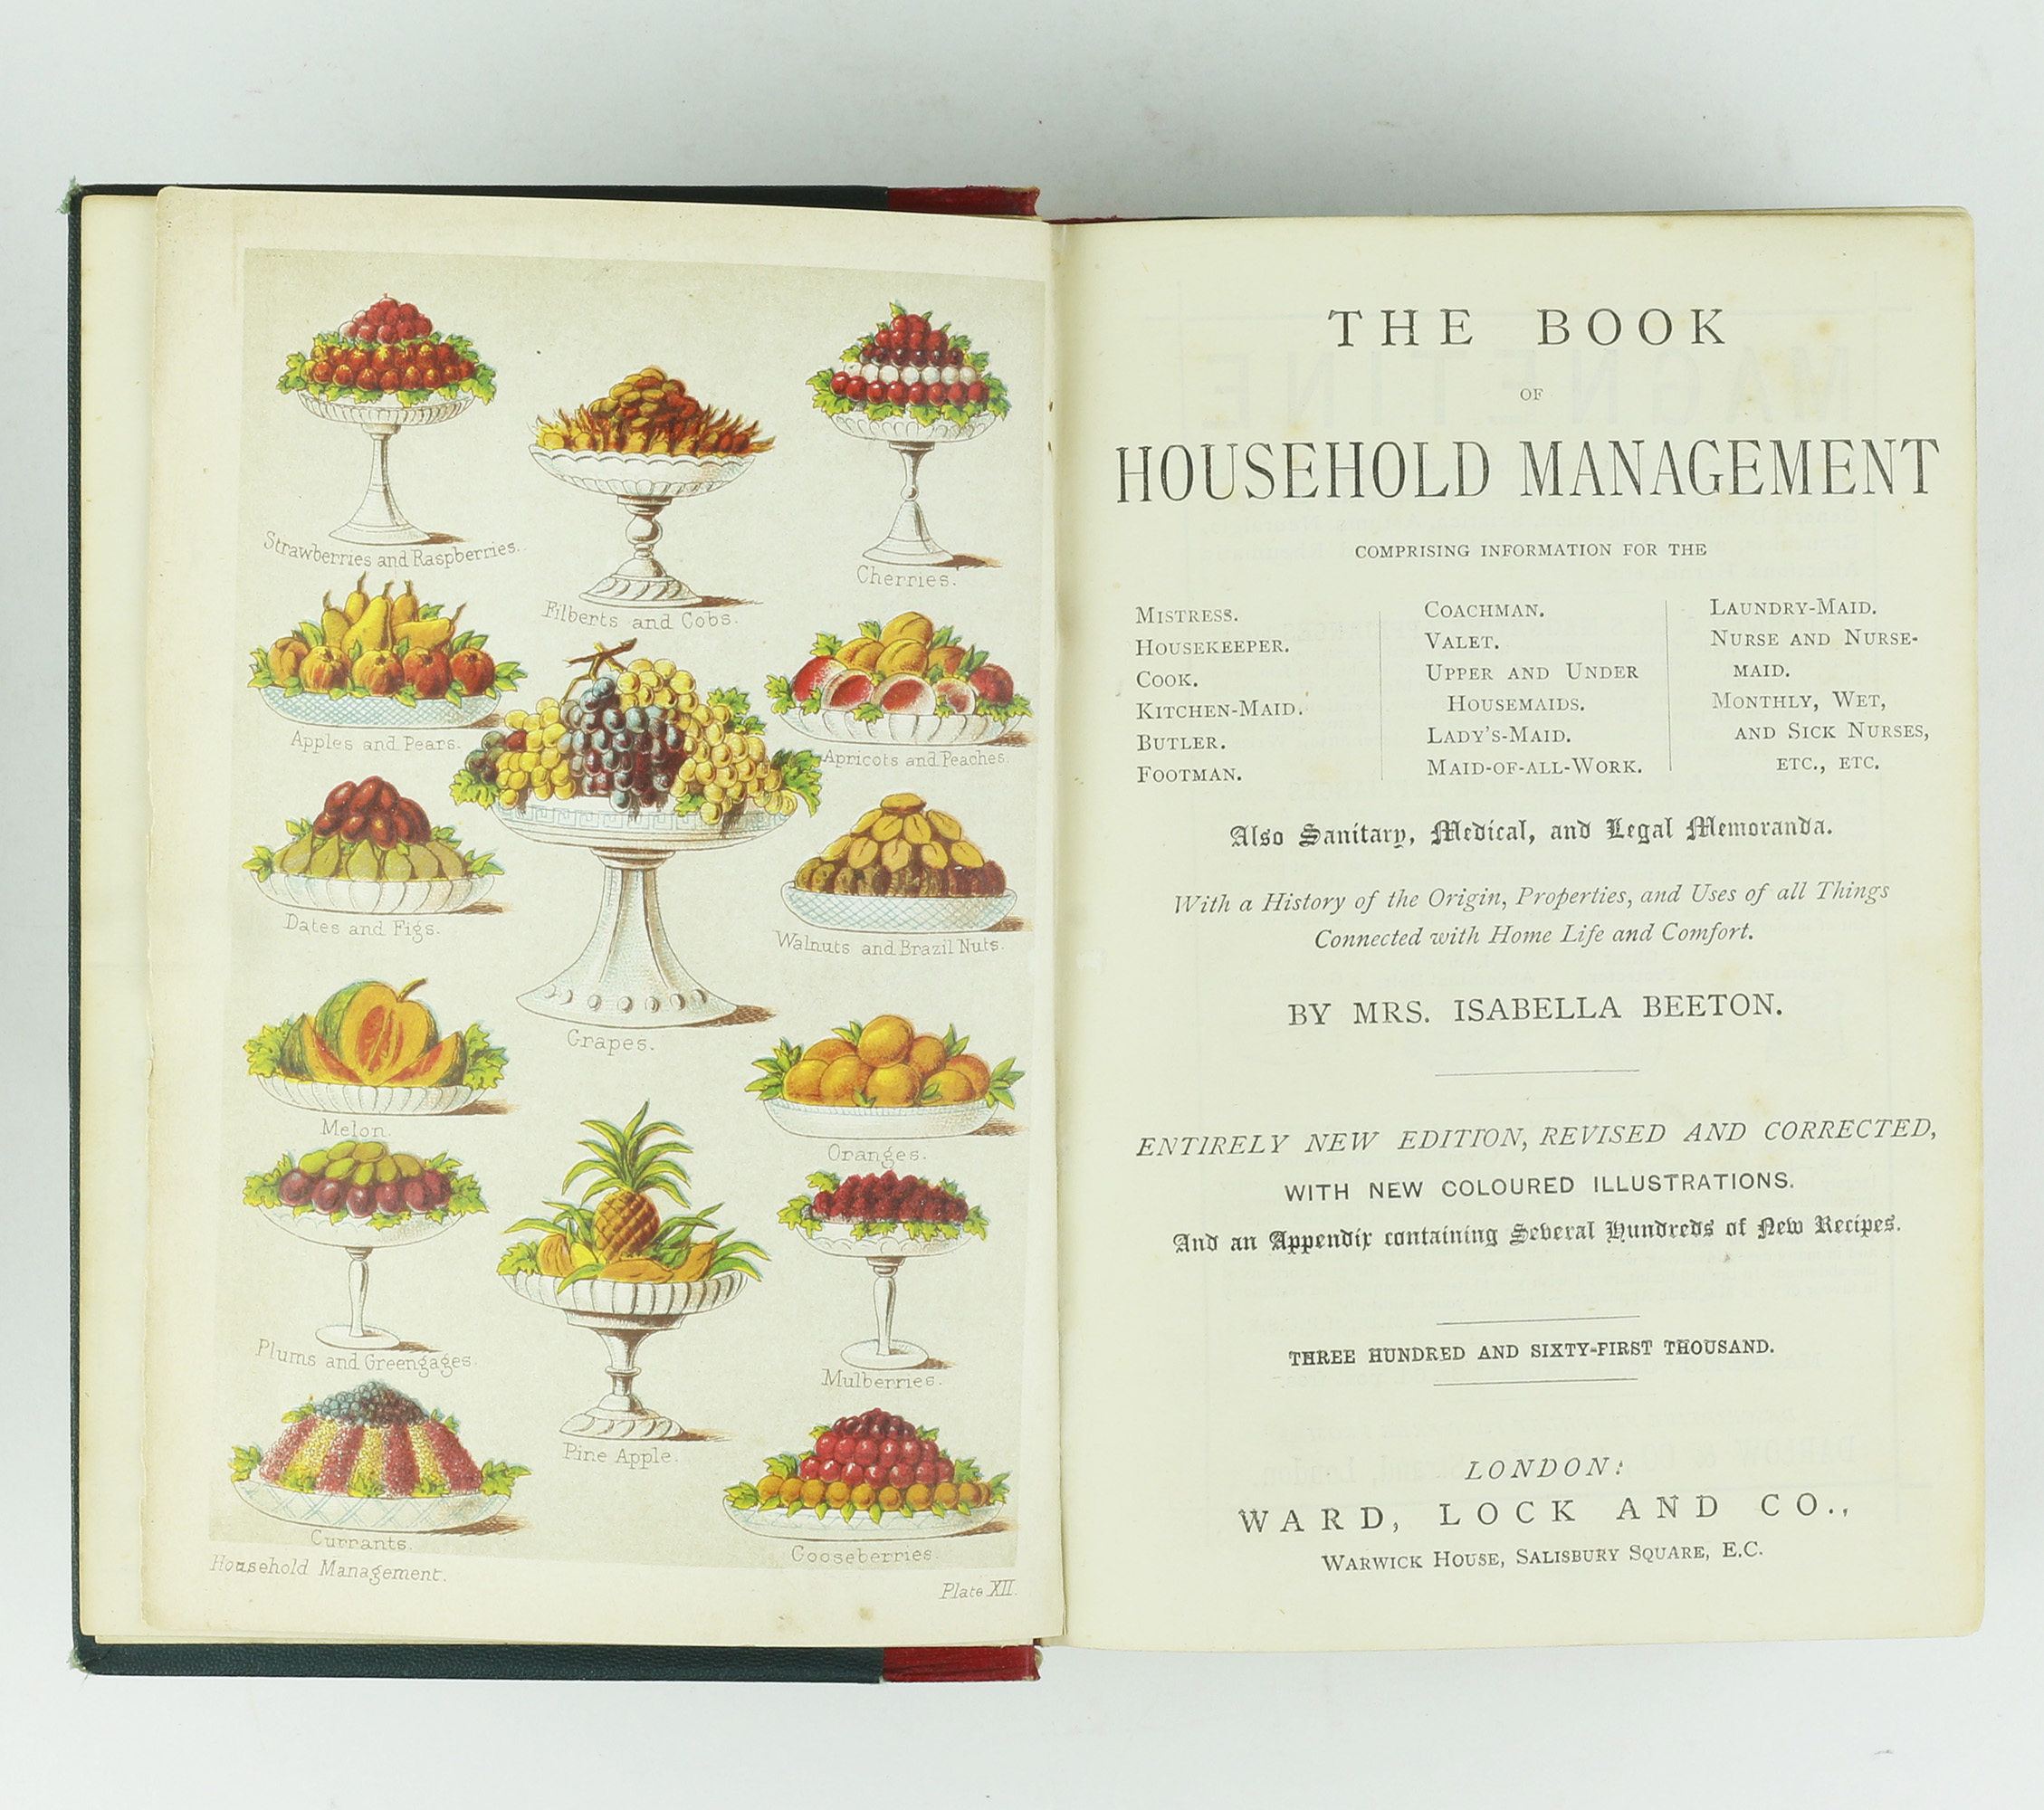 Strawberries and Raspberries.
Filberts and Cobs.
Cherries.
Apples and Pears.
Apricots and Peaches.
Dates and Figs.
Walnuts and Brazil Nuts.
Grapes.
Melon.
Oranges.
Plums and Greengages.
Mulberries.
Pine Apple.
Currants.
Gooseberries.
Household Management.
Plate XII.
THE BOOK
OF
HOUSEHOLD MANAGEMENT
COMPRISING INFORMATION FOR THE
MISTRESS.
HOUSEKEEPER.
COOK.
KITCHEN-MAID.
BUTLER.
FOOTMAN.
COACHMAN.
VALET.
UPPER AND UNDER
HOUSEMAIDS.
LADY'S-MAID.
MAID-OF-ALL-WORK.
LAUNDRY-MAID.
NURSE AND NURSE-
MAID.
MONTHLY, WET,
AND SICK NURSES,
ETC., ETC.
Also Sanitary, Medical, and Legal Memoranda.
With a History of the Origin, Properties, and Uses of all Things
Connected with Home Life and Comfort.
BY MRS. ISABELLA BEETON.
ENTIRELY NEW EDITION, REVISED AND CORRECTED,
WITH NEW COLOURED ILLUSTRATIONS.
And an Appendix containing Several Hundreds of New Recipes.
THREE HUNDRED AND SIXTY-FIRST THOUSAND.
LONDON:
WARD, LOCK AND CO.,
WARWICK HOUSE, SALISBURY SQUARE, E.C.